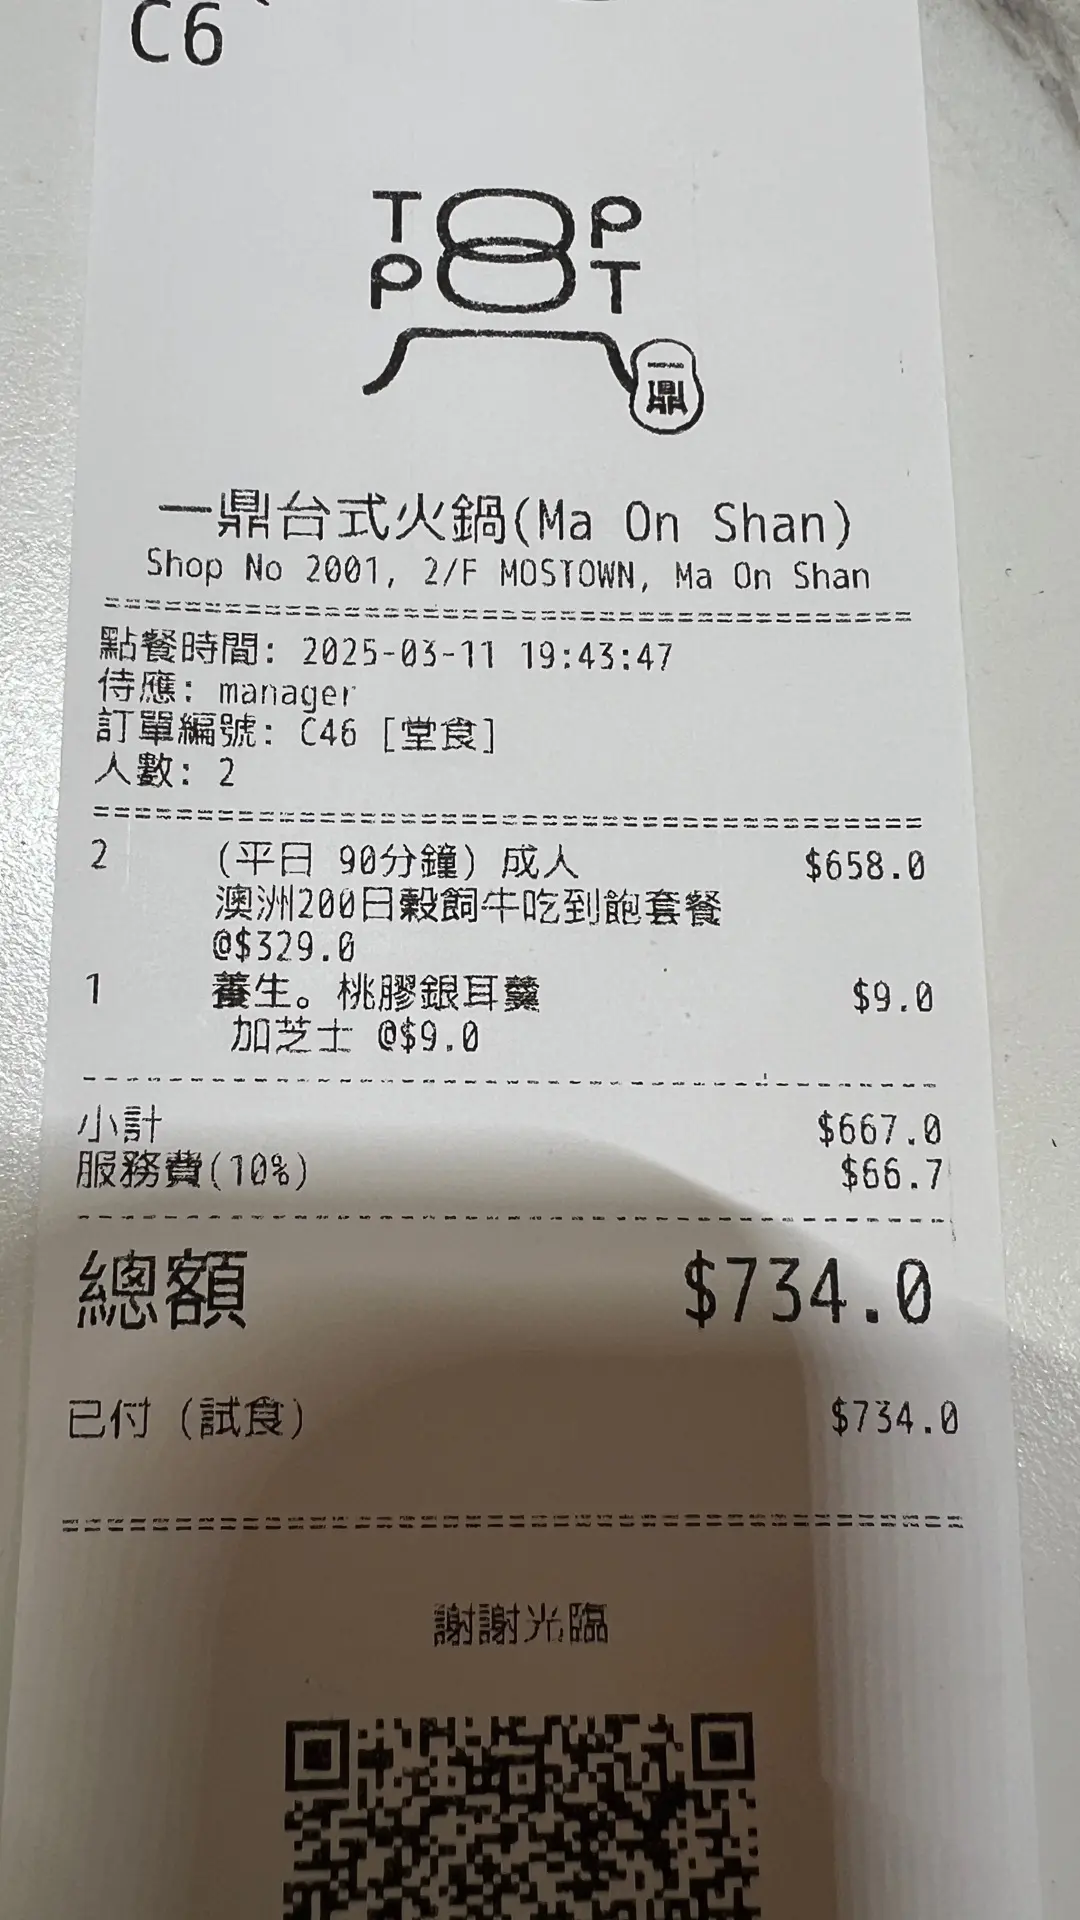 C6
TOP
POT
一鼎
一鼎台式火鍋(Ma On Shan)
Shop No 2001, 2/F MOSTOWN, Ma On Shan
點餐時間: 2025-03-11 19:43:47
侍應: manager
訂單編號: C46 [堂食]
人數: 2
2 (平日 90分鐘) 成人 $658.0
澳洲200日穀飼牛吃到飽套餐
@$329.0
1 養生。桃膠銀耳羹 $9.0
加芝士 @$9.0
小計 $667.0
服務費(10%) $66.7
總額 $734.0
已付 (試食) $734.0
謝謝光臨